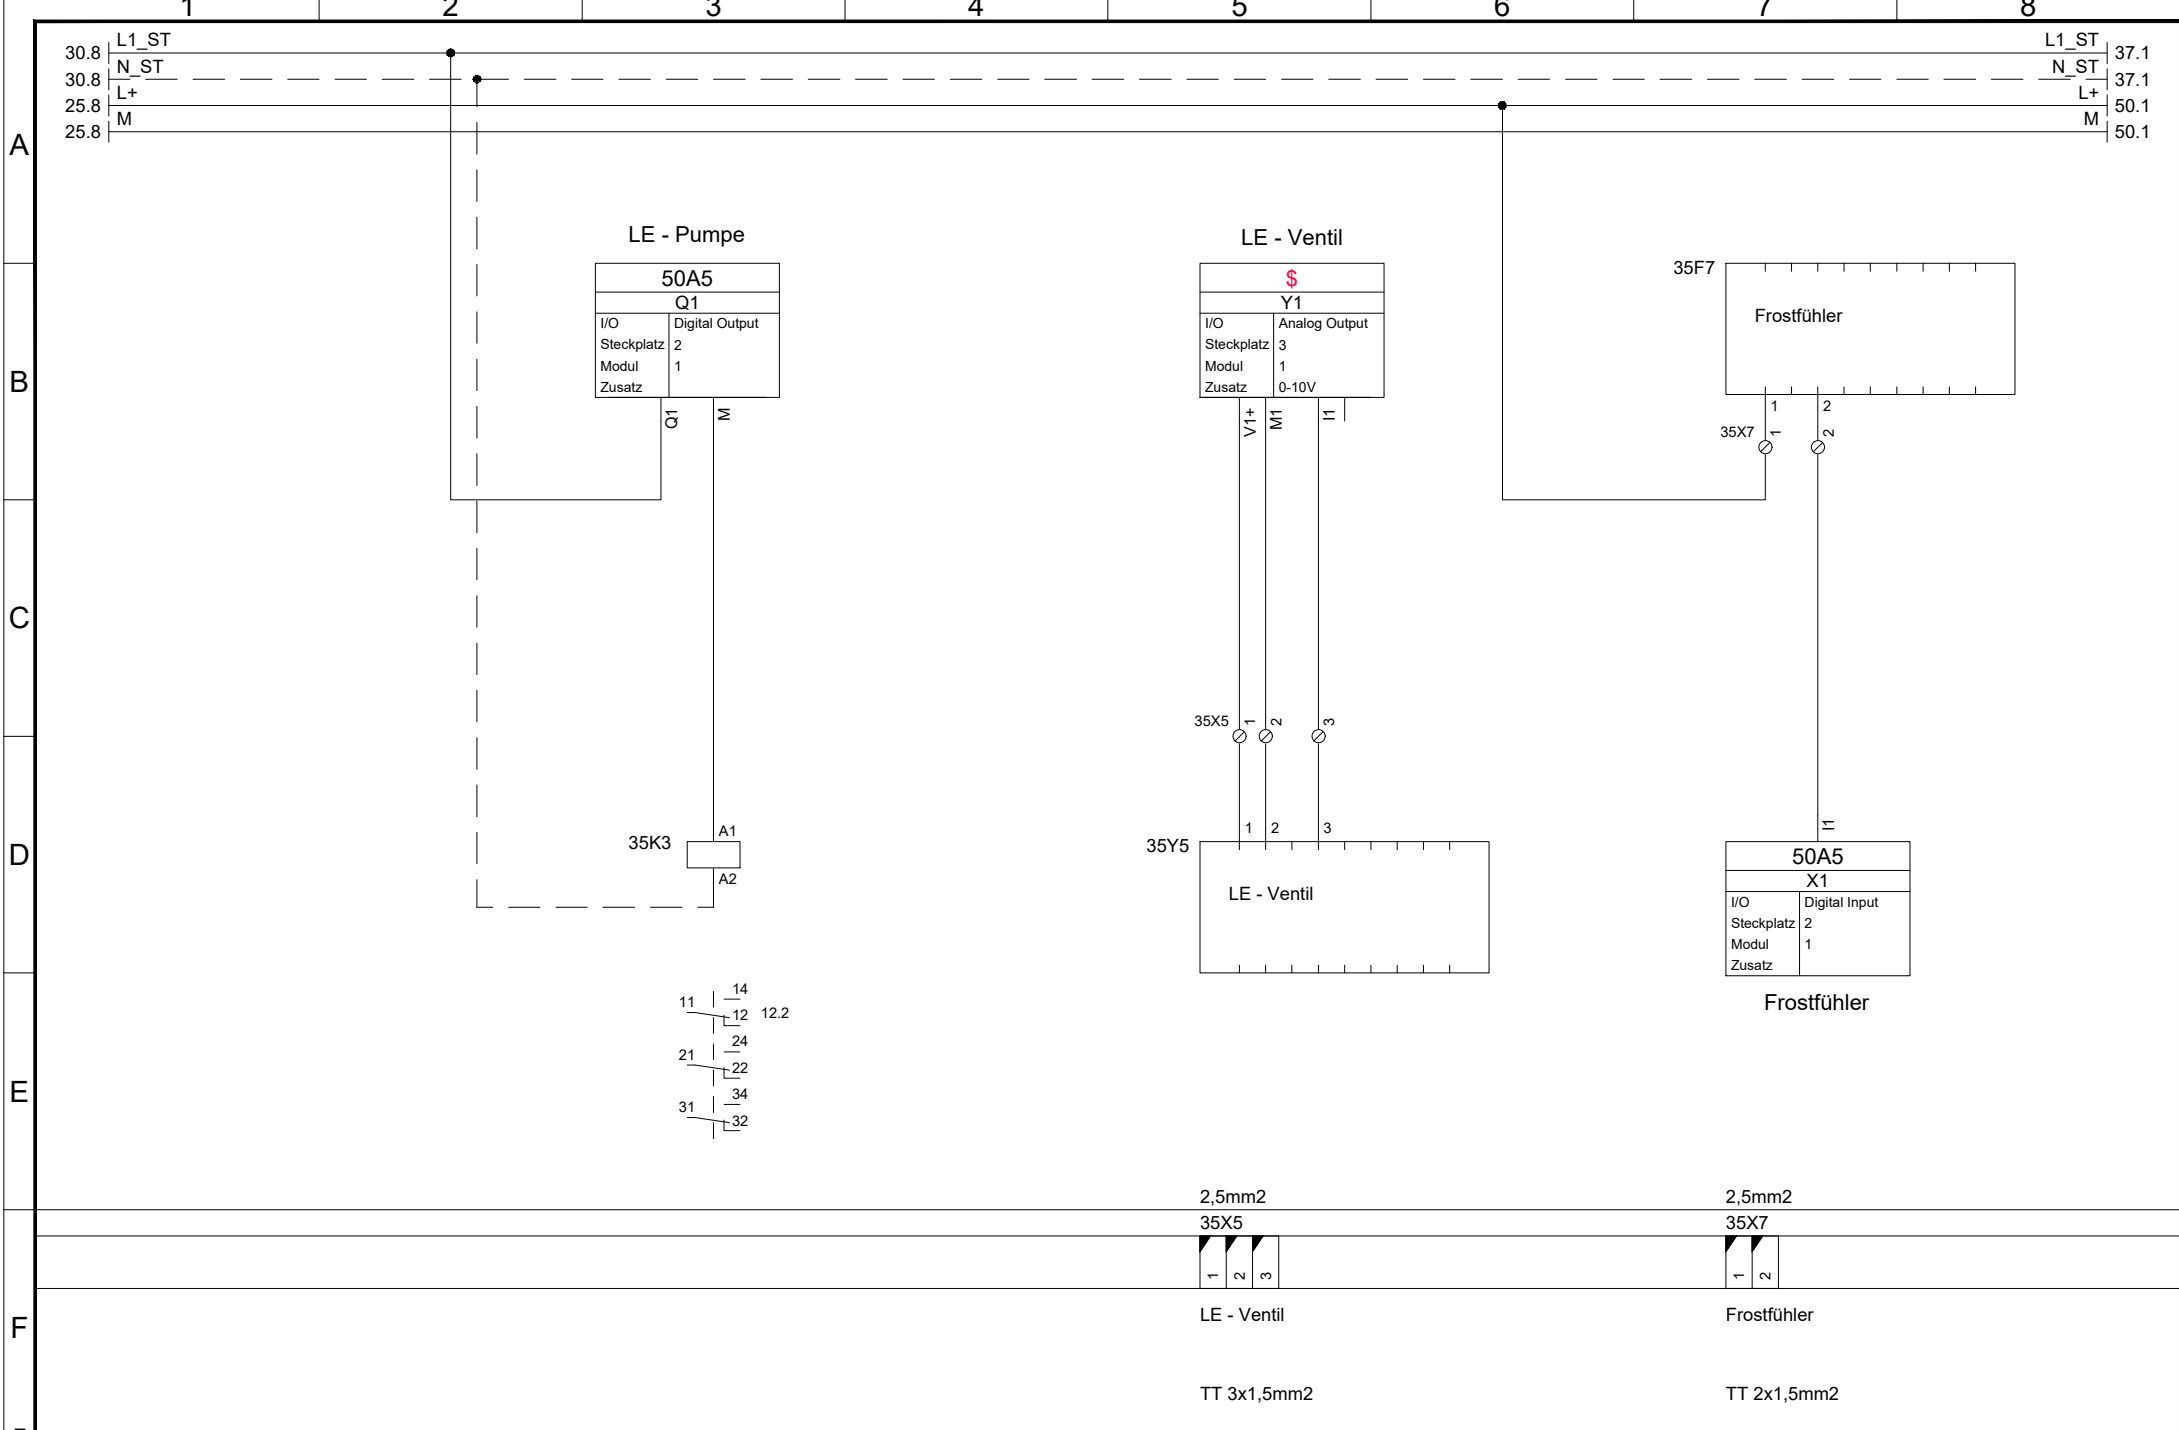 1 2 3 4 5 6 7 8
30.8 L1_ST L1_ST 37.1
30.8 N_ST N_ST 37.1
25.8 L+ L+ 50.1
25.8 M M 50.1
A
LE - Pumpe
LE - Ventil
50A5
Q1
I/O Digital Output
Steckplatz 2
Modul 1
Zusatz
Q1 M
$
Y1
I/O Analog Output
Steckplatz 3
Modul 1
Zusatz 0-10V
V1+ M1 I1
35F7
Frostfühler
1 2
35X7 1 2
B
C
35X5 1 2 3
1 2 3
35Y5
LE - Ventil
35K3
A1
A2
D
I1
50A5
X1
I/O Digital Input
Steckplatz 2
Modul 1
Zusatz
Frostfühler
14
11
12 12.2
24
21
22
34
31
32
E
2,5mm2 2,5mm2
35X5 35X7
1 2 3 1 2
F
LE - Ventil Frostfühler
TT 3x1,5mm2 TT 2x1,5mm2